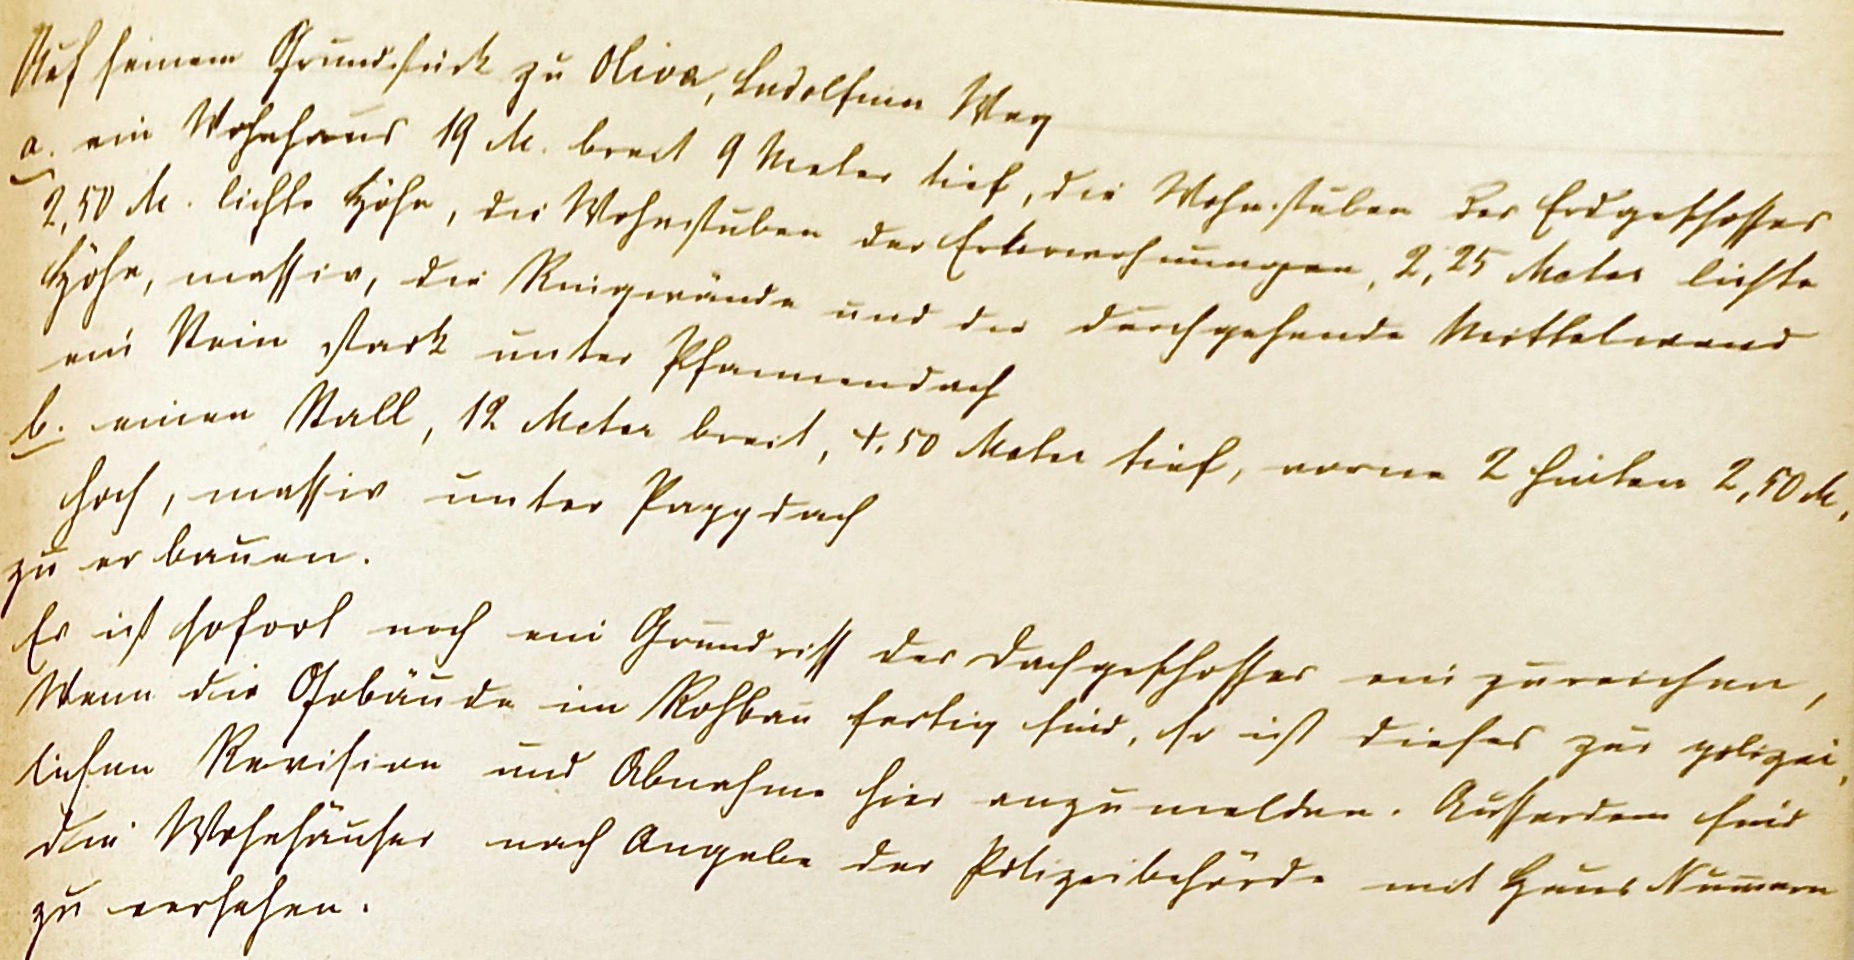 Auf seinem Grundstück zu Oliva, Ludolfiner Weg
a. ein Wohnhaus 19 M. breit 9 Meter tief, die Wohnstuben des Erdgeschosses
2,50 M. lichte Höhe, die Wohnstuben der Erkerwohnungen, 2,25 Meter lichte
Höhe, massiv, die Ringwände und die durchgehende Mittelwand
ein Stein stark unter Pfannendach
b. einen Stall, 12 Meter breit, 4.50 Meter tief, vorne 2 hinten 2,50 M,
hoch, massiv unter Pappdach
zu erbauen.
Es ist sofort noch ein Grundriss des Dachgeschosses einzureichen,
Wenn die Gebäude im Rohbau fertig sind, so ist dieses zur polizei,
lichen Revision und Abnahme hier anzumelden. Ausserdem sind
die Wohnhäuser nach Angabe der Polizeibehörde mit Haus Numern
zu versehen.